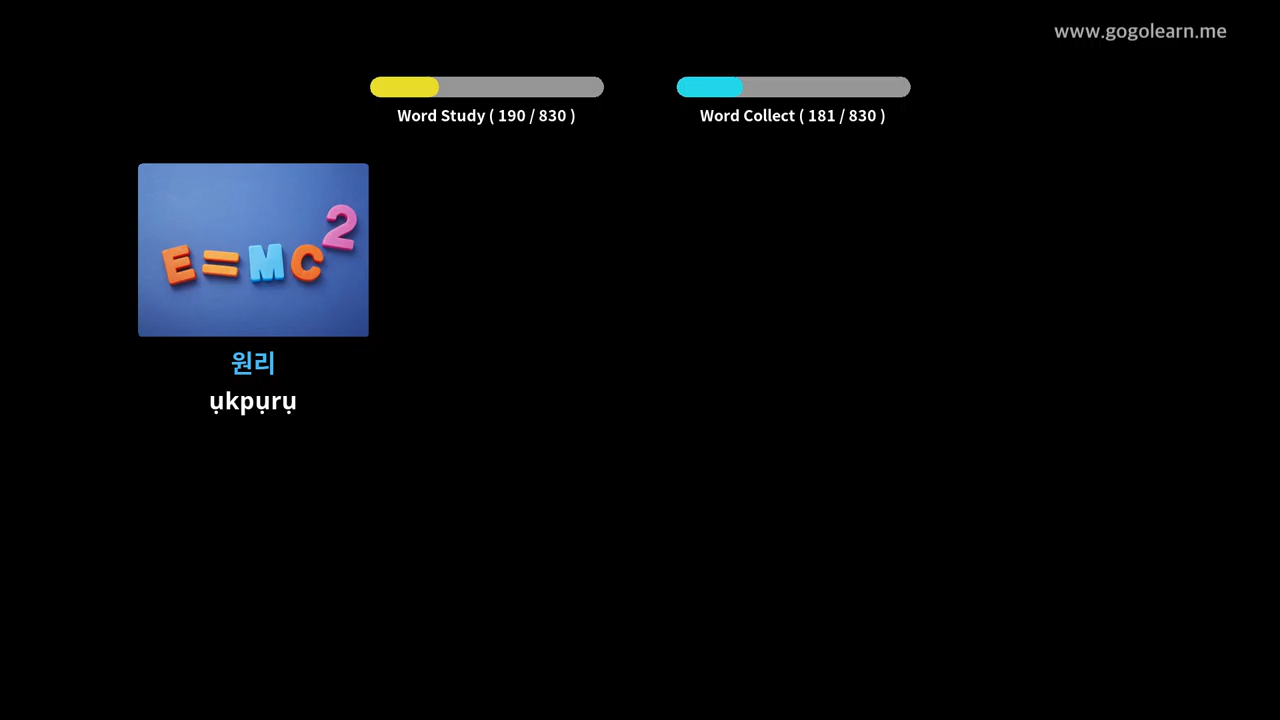 www.gogolearn.me
Word Study ( 190 / 830 )
Word Collect ( 181 / 830 )
E=MC²
원리
ụkpụrụ